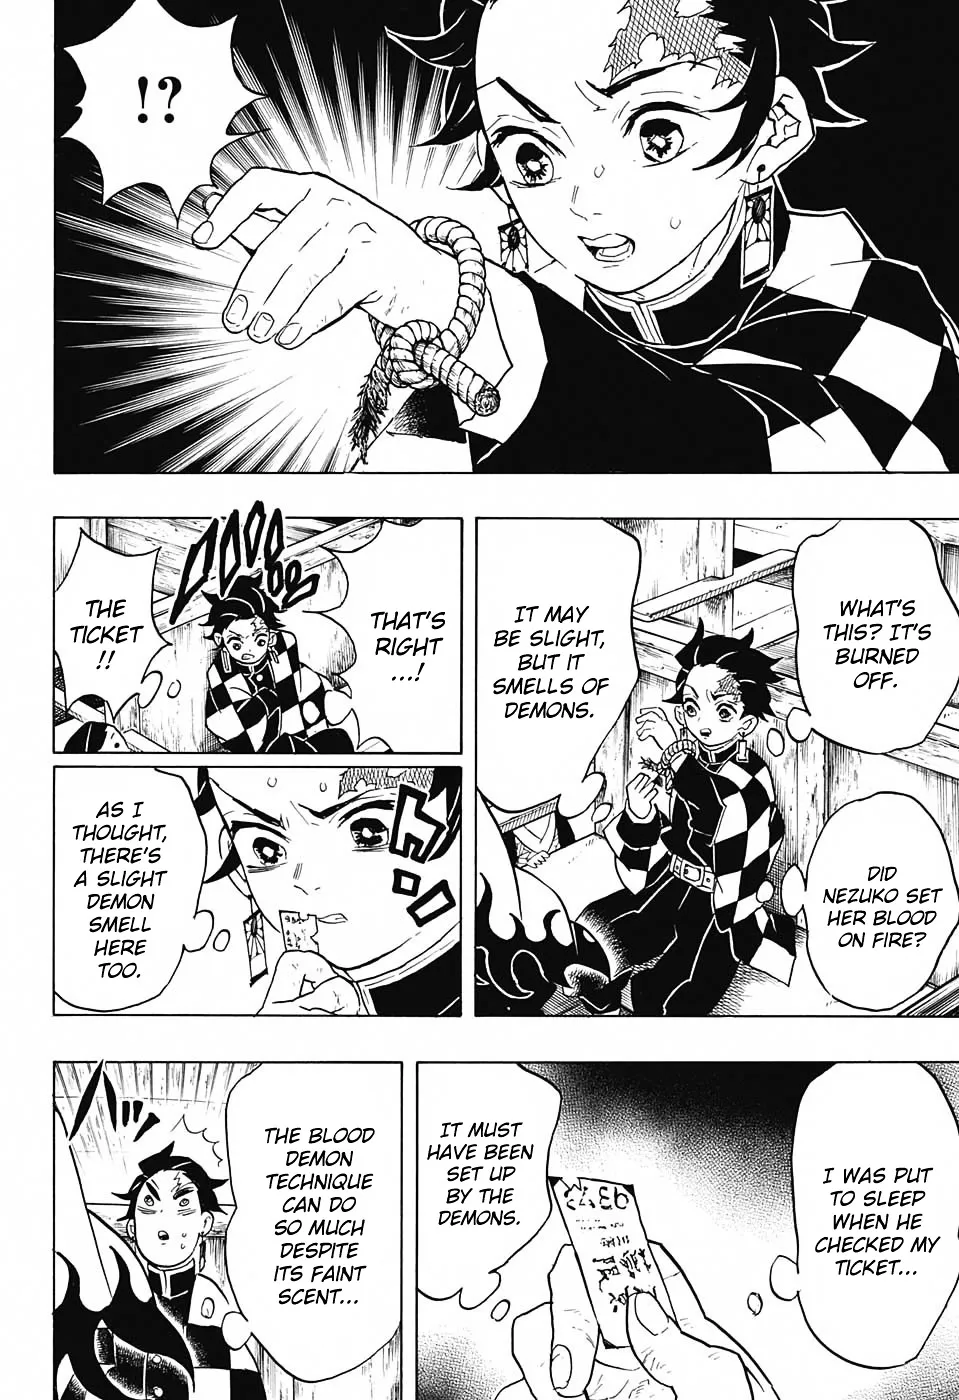 !?
WHAT'S
THIS? IT'S
BURNED
OFF.
DID
NEZUKO SET
HER BLOOD
ON FIRE?
IT MAY
BE SLIGHT,
BUT IT
SMELLS OF
DEMONS.
THAT'S
RIGHT
...!
THE
TICKET
!!
AS I
THOUGHT,
THERE'S
A SLIGHT
DEMON
SMELL
HERE
TOO.
I WAS PUT
TO SLEEP
WHEN HE
CHECKED MY
TICKET...
IT MUST
HAVE BEEN
SET UP
BY THE
DEMONS.
THE BLOOD
DEMON
TECHNIQUE
CAN DO
SO MUCH
DESPITE
ITS FAINT
SCENT...
バッ